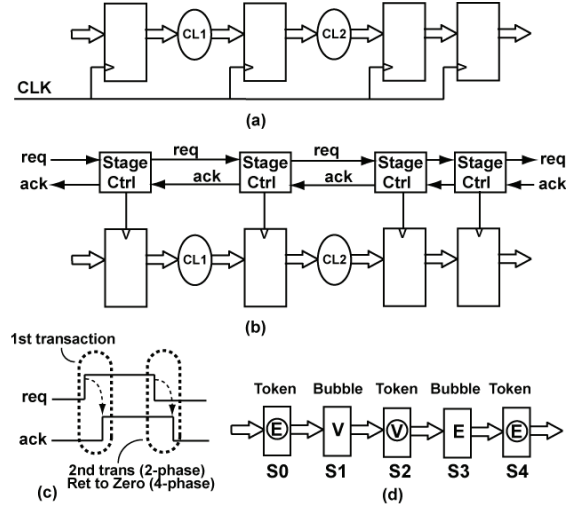 CL1
CL2
CLK
(a)
req
req
req
req
ack
ack
ack
ack
Stage Ctrl
Stage Ctrl
Stage Ctrl
Stage Ctrl
CL1
CL2
(b)
1st transaction
req
ack
2nd trans (2-phase)
Ret to Zero (4-phase)
(c)
Token Bubble Token Bubble Token
E V V E E
S0 S1 S2 S3 S4
(d)